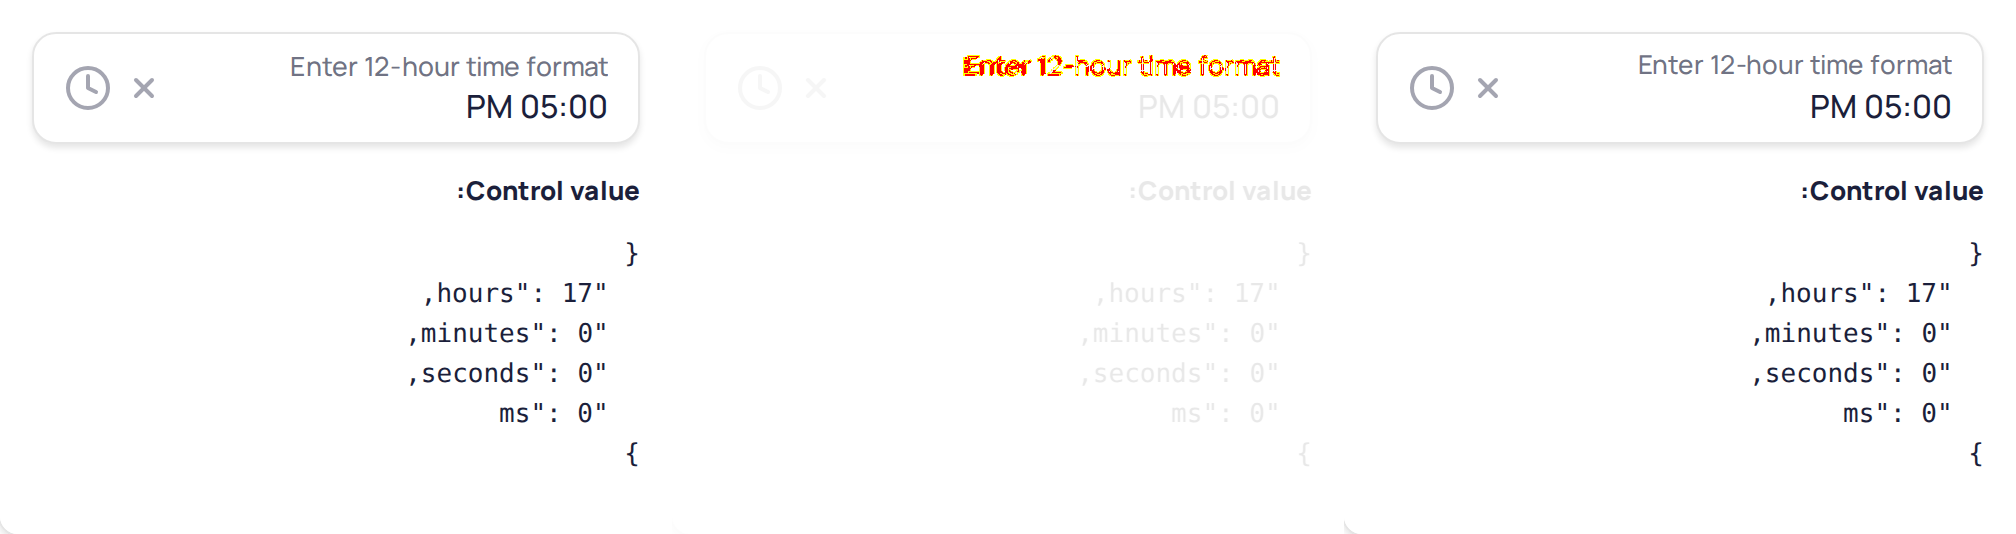 Enter 12-hour time format
PM 05:00
:Control value
}
,hours": 17"
,minutes": 0"
,seconds": 0"
ms": 0"
{
Enter 12-hour time format
PM 05:00
:Control value
}
,hours": 17"
,minutes": 0"
,seconds": 0"
ms": 0"
{
Enter 12-hour time format
PM 05:00
:Control value
}
,hours": 17"
,minutes": 0"
,seconds": 0"
ms": 0"
{